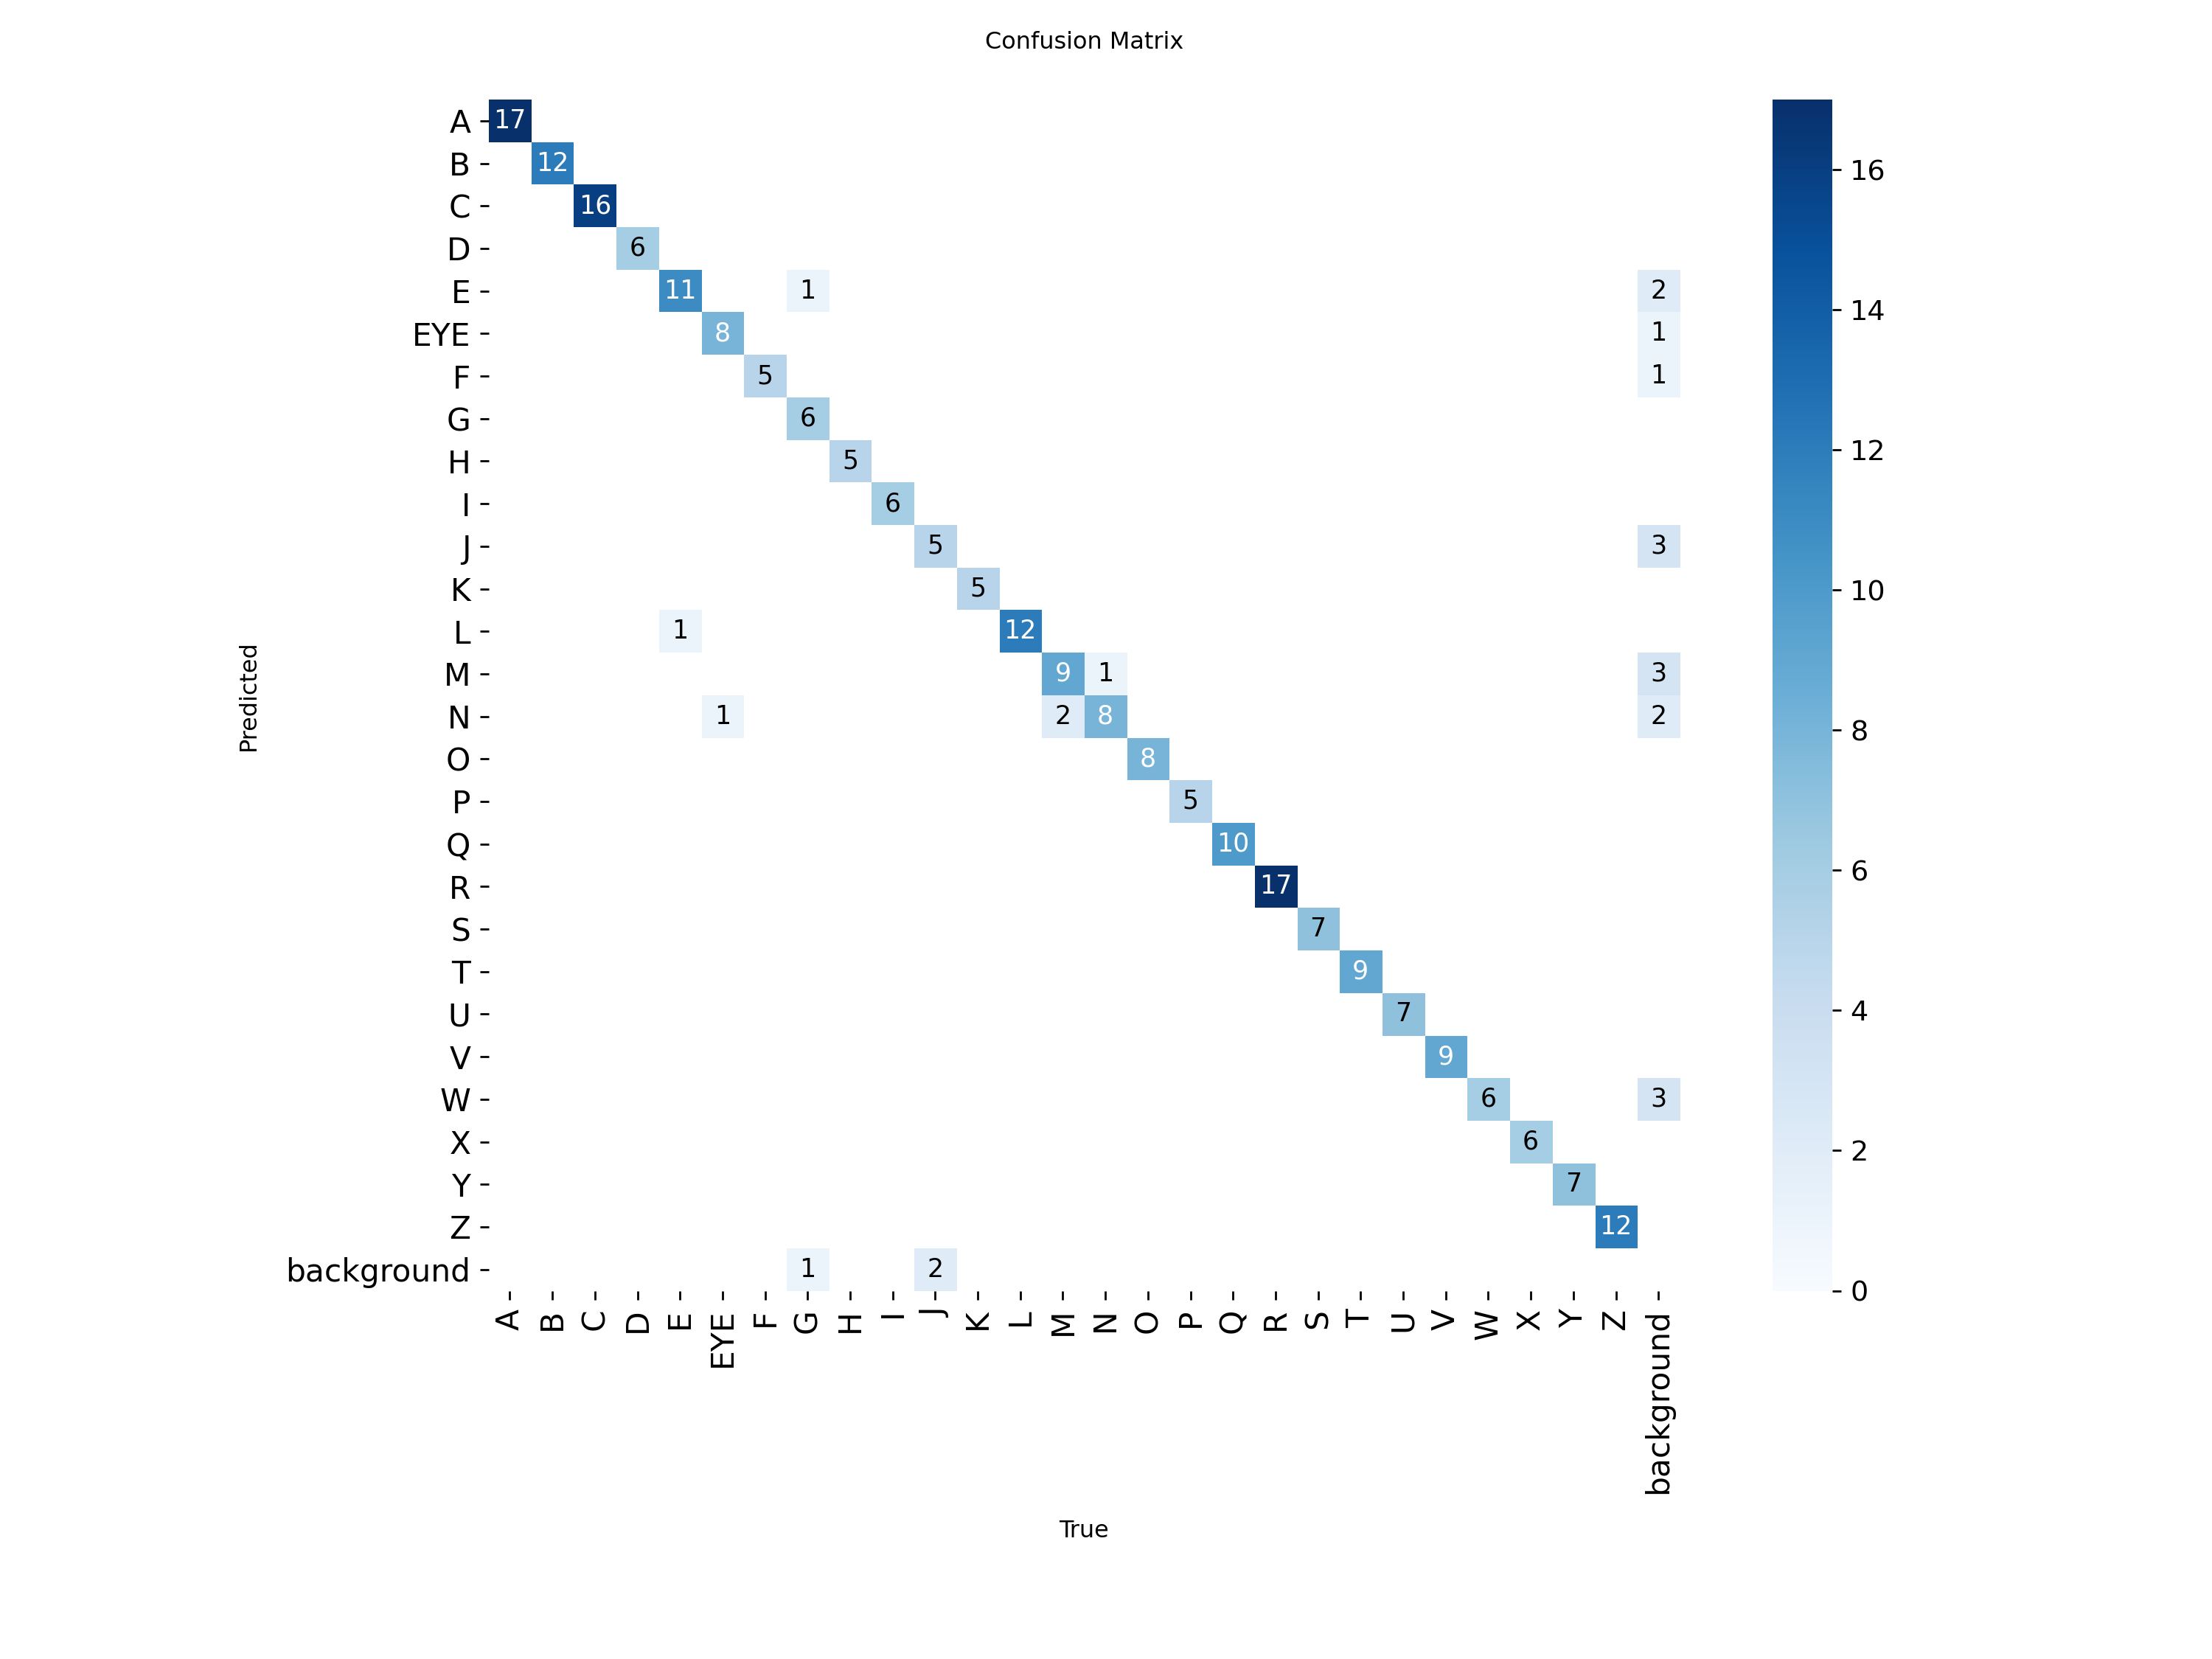 Confusion Matrix
A 17
B 12
C 16 16
D 6
E 11 1 2
14
EYE 8 1
F 5 1
G 6
12
H 5
I 6
J 5 3
K 5 10
L 1 12
M 9 1 3
N 1 2 8 2 8
O 8
P 5
Q 10
6
R 17
S 7
T 9
U 7 4
V 9
W 6 3
X 6 2
Y 7
Z 12
background 1 2 0
Predicted
A B C D E EYE F G H I J K L M N O P Q R S T U V W X Y Z background
True